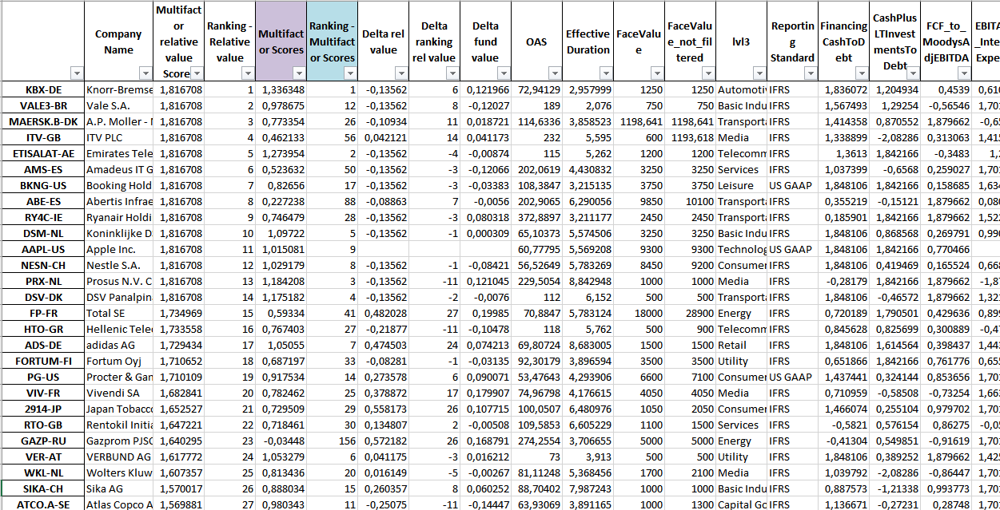 Company Name Multifact or relative value Score Ranking - Relative value Multifact or Scores Ranking - Multifact or Scores Delta rel value Delta ranking rel value Delta fund value OAS Effective Duration FaceValu e FaceValu e_not_fil tered lvl3 Reportin g Standard Financing CashToD ebt CashPlus LTInvest mentsTo Debt FCF_to_ MoodysA djEBITDA EBITA _Inte Expe
KBX-DE Knorr-Bremse 1,816708 1 1,336348 1 -0,13562 6 0,121966 72,94129 2,957999 1250 1250 Automoti IFRS 1,836072 1,204934 0,4539 0,610
VALE3-BR Vale S.A. 1,816708 2 0,978675 12 -0,13562 8 -0,12027 189 2,076 750 750 Basic Indu IFRS 1,567493 1,29254 -0,56546 1,70
MAERSK.B-DK A.P. Moller - 1,816708 3 0,773354 26 -0,10934 11 0,018721 114,6336 3,858523 1198,641 1198,641 Transport IFRS 1,414358 0,870552 1,879662 -0,6
ITV-GB ITV PLC 1,816708 4 0,462133 56 0,042121 14 0,041173 232 5,595 600 1193,618 Media IFRS 1,338899 -2,08286 0,313063 1,41
ETISALAT-AE Emirates Tele 1,816708 5 1,273954 2 -0,13562 -4 -0,00874 115 5,262 1200 1200 Telecomm IFRS 1,3613 1,842166 -0,3483 1,
AMS-ES Amadeus IT G 1,816708 6 0,523632 50 -0,13562 -3 -0,12066 202,0619 4,430832 3250 3250 Services IFRS 1,037399 -0,6568 0,259027 1,70
BKNG-US Booking Hold 1,816708 7 0,82656 17 -0,13562 -3 -0,03383 108,3847 3,215135 3750 3750 Leisure US GAAP 1,848106 1,842166 0,158685 1,63
ABE-ES Abertis Infrae 1,816708 8 0,227238 88 -0,08863 7 -0,0056 202,9065 6,290056 9850 10100 Transport IFRS 0,355219 -0,15121 1,879662 0,08
RY4C-IE Ryanair Holdi 1,816708 9 0,746479 28 -0,13562 -3 0,080318 372,8897 3,211177 2450 2450 Transport IFRS 0,185901 1,842166 1,879662 1,52
DSM-NL Koninklijke D 1,816708 10 1,09722 5 -0,13562 -1 0,000309 65,10373 5,574506 3250 3250 Basic Indu IFRS 1,848106 0,868568 0,269791 0,99
AAPL-US Apple Inc. 1,816708 11 1,015081 9 60,77795 5,569208 9300 9300 Technolog US GAAP 1,848106 1,842166 0,770466
NESN-CH Nestle S.A. 1,816708 12 1,029179 8 -0,13562 -1 -0,08421 56,52649 5,783269 8450 9200 Consumer IFRS 1,848106 0,419469 0,165524 0,66
PRX-NL Prosus N.V. C 1,816708 13 1,184208 3 -0,13562 -11 0,121045 229,5054 8,842948 1000 1000 Media IFRS -0,28179 1,842166 1,879662 -1,8
DSV-DK DSV Panalpin 1,816708 14 1,175182 4 -0,13562 -2 -0,0076 112 6,152 500 500 Transport IFRS 1,848106 -0,46572 1,879662 1,32
FP-FR Total SE 1,734969 15 0,59334 41 0,482028 27 0,19985 70,8847 5,783124 18000 28900 Energy IFRS 0,720189 1,790501 0,429636 0,89
HTO-GR Hellenic Tele 1,733558 16 0,767403 27 -0,21877 -11 -0,10478 118 5,762 500 900 Telecomm IFRS 0,845628 0,825699 0,300889 -0,4
ADS-DE adidas AG 1,729434 17 1,05055 7 0,474503 24 0,074213 69,80724 8,683005 1500 1500 Retail IFRS 1,848106 1,614564 0,398437 1,44
FORTUM-FI Fortum Oyj 1,710652 18 0,687197 33 -0,08281 -1 -0,03135 92,30179 3,896594 3500 3500 Utility IFRS 0,651866 1,842166 0,761776 0,65
PG-US Procter & Gan 1,710109 19 0,917534 14 0,273578 6 0,090071 53,47643 4,293906 6600 7100 Consumer US GAAP 1,437441 0,324144 0,853656 1,70
VIV-FR Vivendi SA 1,682841 20 0,782462 25 0,378872 17 0,179907 74,96798 4,176615 4050 4050 Media IFRS 0,710959 -0,58508 -0,73254 1,66
2914-JP Japan Tobacc 1,652527 21 0,729509 29 0,558173 26 0,107715 100,0507 6,480976 1050 2050 Consumer IFRS 1,466074 0,255104 0,979702 1,70
RTO-GB Rentokil Initia 1,647221 22 0,718461 30 0,134807 2 -0,00508 109,5853 6,605229 1100 1500 Services IFRS -0,5821 0,576154 0,86275 -0,0
GAZP-RU Gazprom PJSC 1,640295 23 -0,03448 156 0,572182 26 0,168791 274,2554 3,706655 5000 5000 Energy IFRS -0,41304 0,549851 -0,91619 1,70
VER-AT VERBUND AG 1,617772 24 1,053279 6 0,041175 -3 0,016212 73 3,913 500 500 Utility IFRS 1,848106 0,389252 1,879662 1,42
WKL-NL Wolters Kluw 1,607357 25 0,813436 20 0,016149 -5 -0,00267 81,11248 5,368456 1700 2100 Media IFRS 1,039792 -2,08286 -0,86447 1,70
SIKA-CH Sika AG 1,570017 26 0,888034 15 0,260357 8 0,060252 88,70402 7,987243 1000 1000 Basic Indu IFRS 0,887573 -1,21338 0,993773 1,70
ATCO.A-SE Atlas Copco A 1,569881 27 0,980343 11 -0,25075 -11 -0,14447 63,93069 3,891165 1000 1300 Capital Go IFRS 1,136671 -0,27231 0,28748 1,70